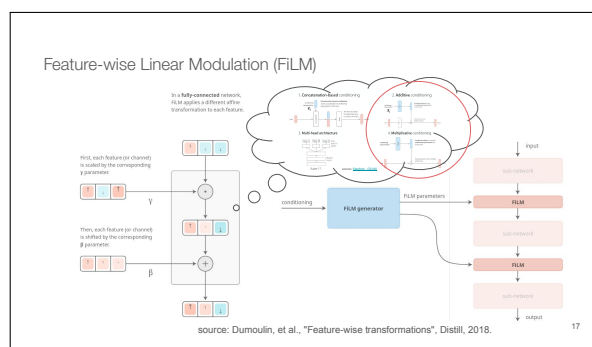 Feature-wise Linear Modulation (FiLM)
In a fully-connected network,
FiLM applies a different affine
transformation to each feature.
1. Concatenation-based conditioning
2. Additive conditioning
3. Multi-head architecture
4. Multiplicative conditioning
First, each feature (or channel)
is scaled by the corresponding
γ parameter.
γ
Then, each feature (or channel)
is shifted by the corresponding
β parameter.
β
conditioning
FiLM generator
FiLM parameters
input
sub-network
FiLM
sub-network
FiLM
sub-network
output
source: Dumoulin, et al., "Feature-wise transformations", Distill, 2018.
17